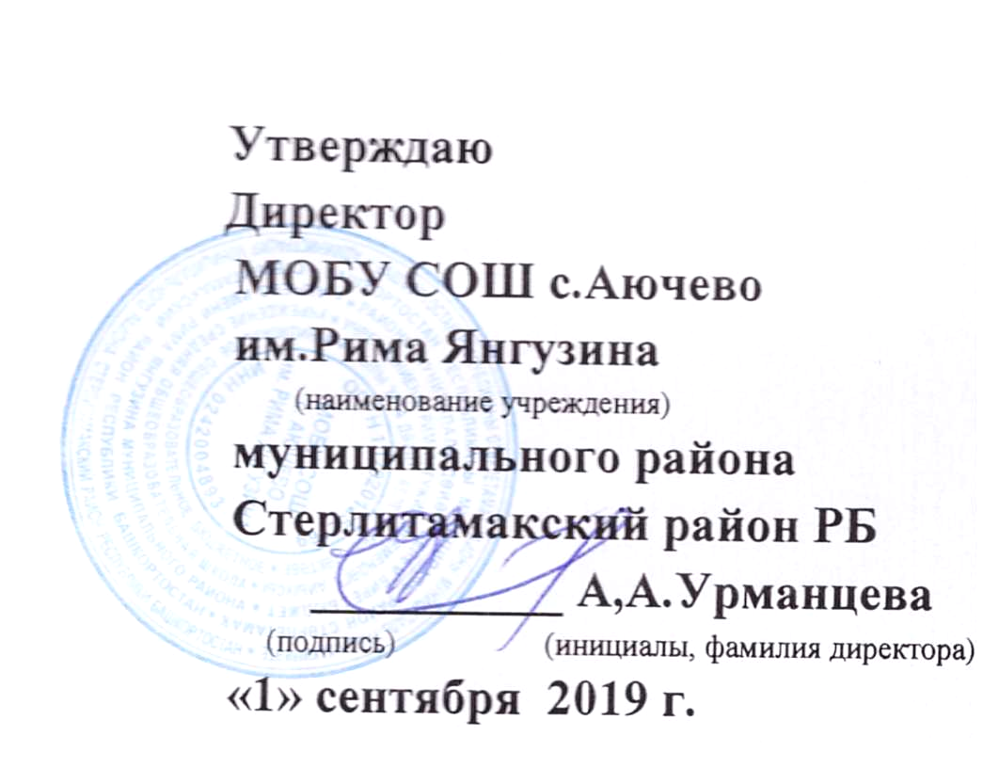 Утверждаю
Директор
МОБУ СОШ с.Аючево
им.Рима Янгузина
(наименование учреждения)
муниципального района
Стерлитамакский район РБ
А,А.Урманцева
(подпись) (инициалы, фамилия директора)
«1» сентября 2019 г.